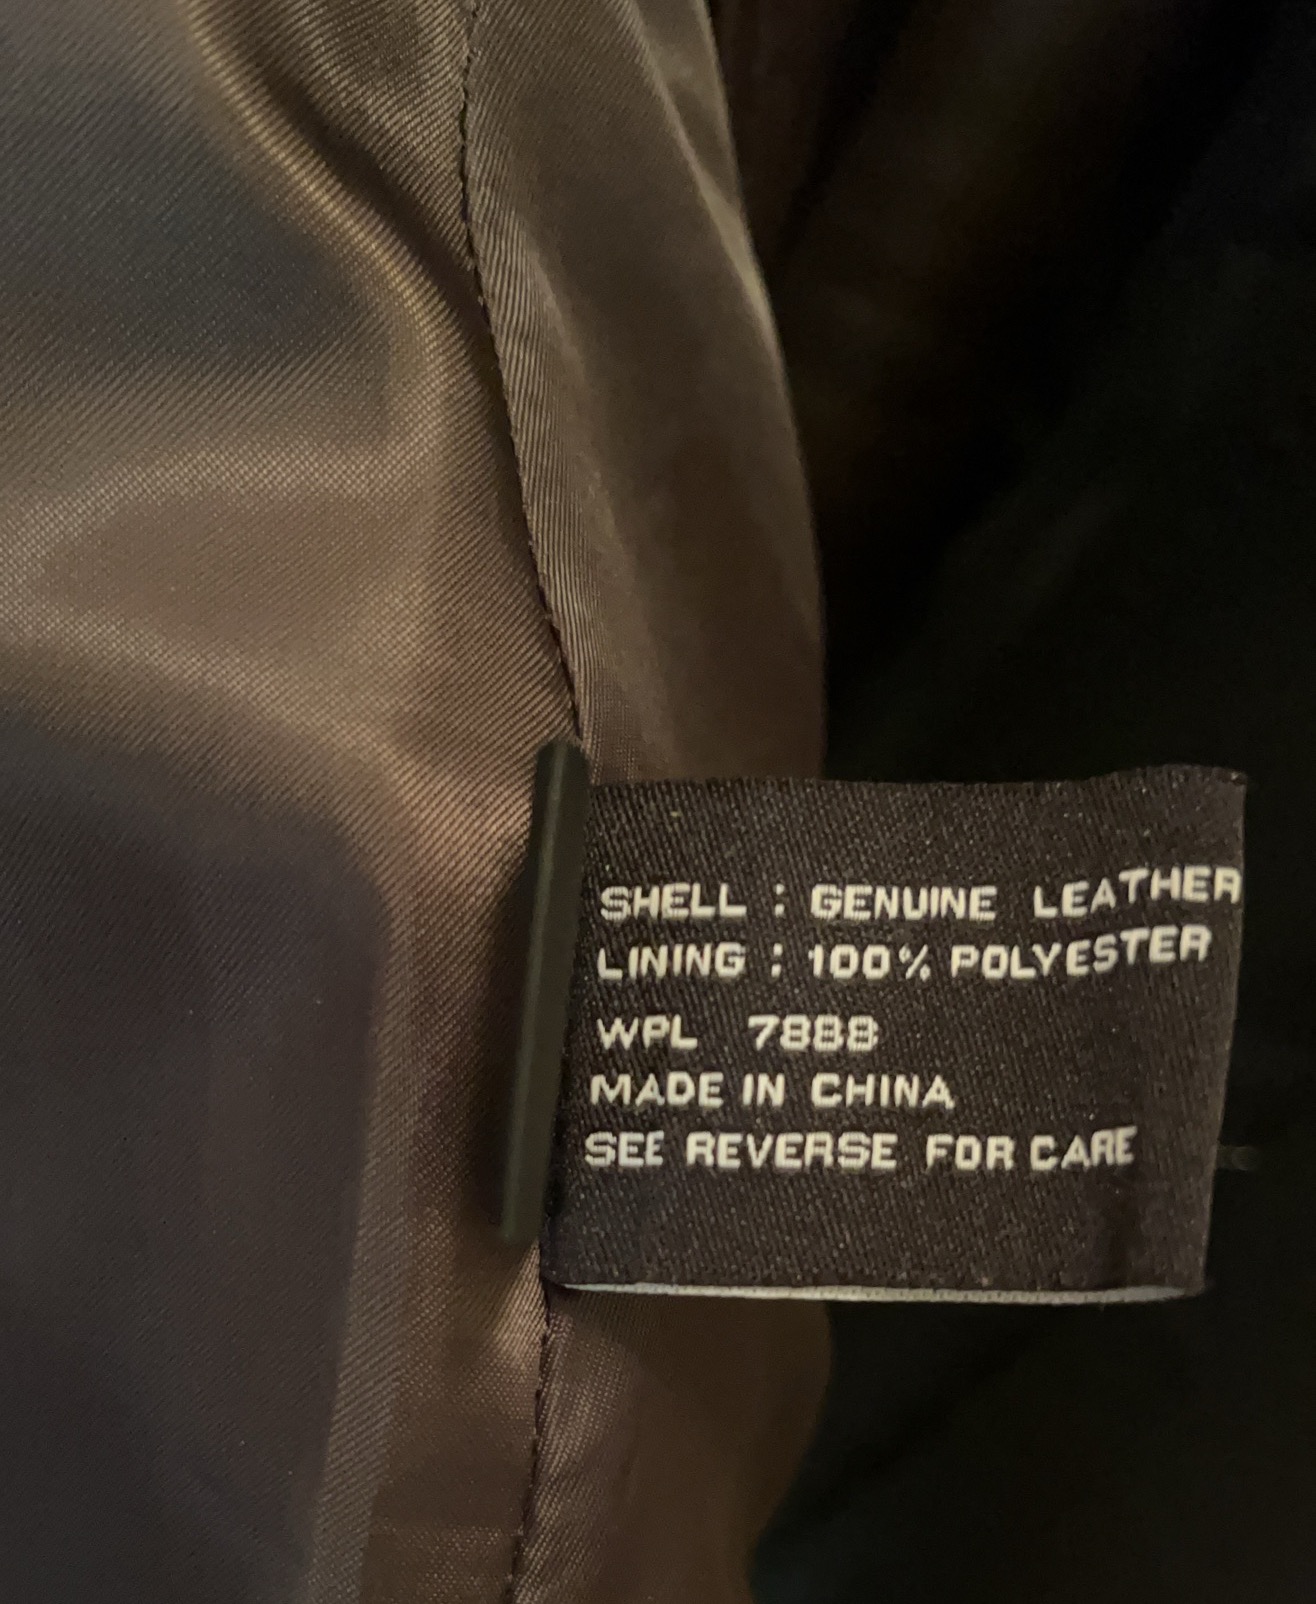 SHELL : GENUINE LEATHER
LINING : 100% POLYESTER
WPL 7888
MADE IN CHINA
SEE REVERSE FOR CARE